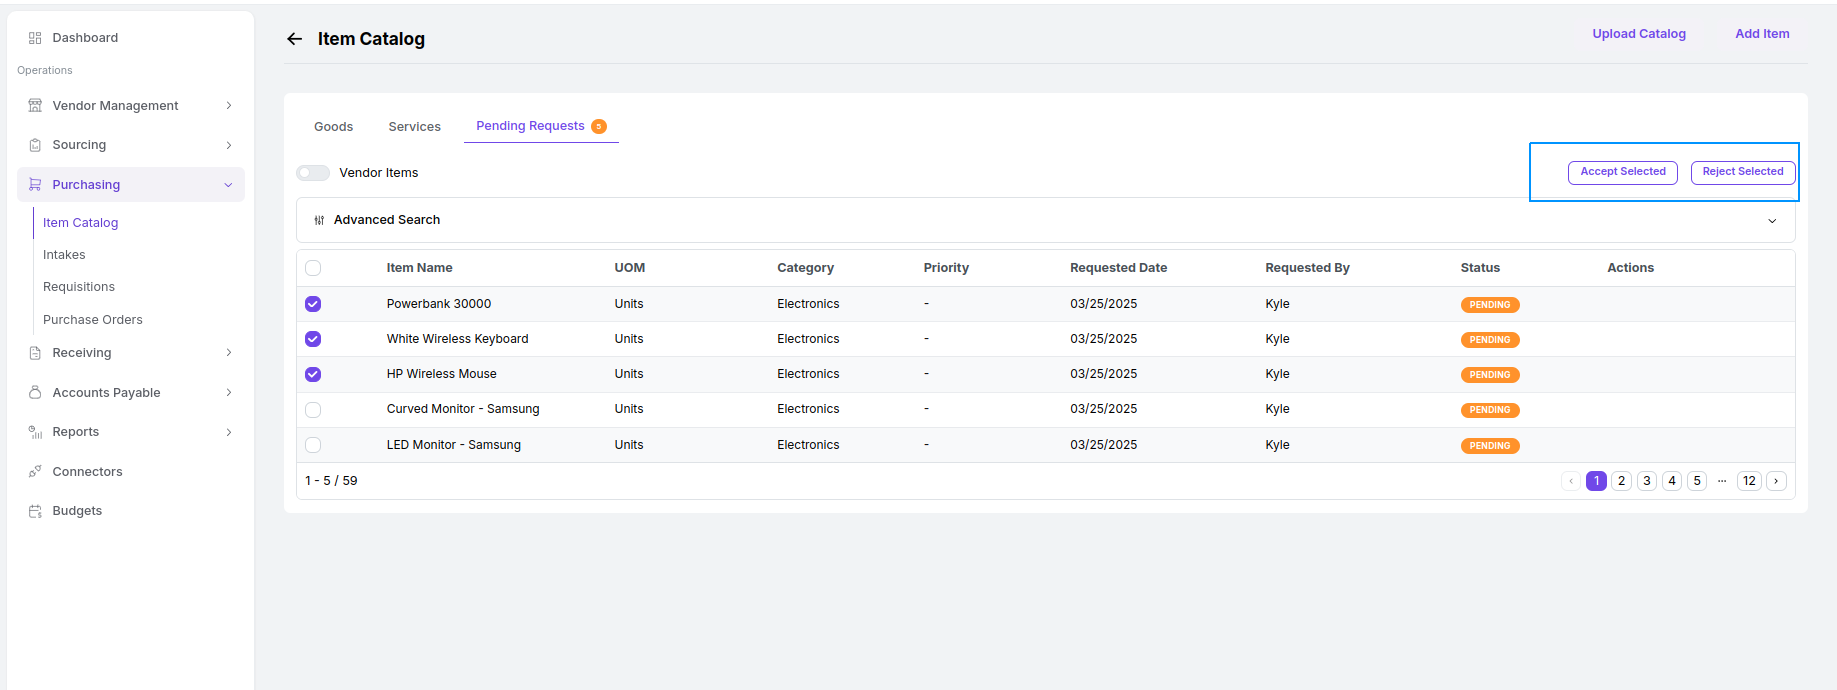 Dashboard
Operations
Vendor Management
Sourcing
Purchasing
Item Catalog
Intakes
Requisitions
Purchase Orders
Receiving
Accounts Payable
Reports
Connectors
Budgets
Item Catalog
Upload Catalog Add Item
Goods Services Pending Requests 5
Vendor Items Accept Selected Reject Selected
Advanced Search
Item Name UOM Category Priority Requested Date Requested By Status Actions
Powerbank 30000 Units Electronics - 03/25/2025 Kyle PENDING
White Wireless Keyboard Units Electronics - 03/25/2025 Kyle PENDING
HP Wireless Mouse Units Electronics - 03/25/2025 Kyle PENDING
Curved Monitor - Samsung Units Electronics - 03/25/2025 Kyle PENDING
LED Monitor - Samsung Units Electronics - 03/25/2025 Kyle PENDING
1 - 5 / 59 ‹ 1 2 3 4 5 ··· 12 ›